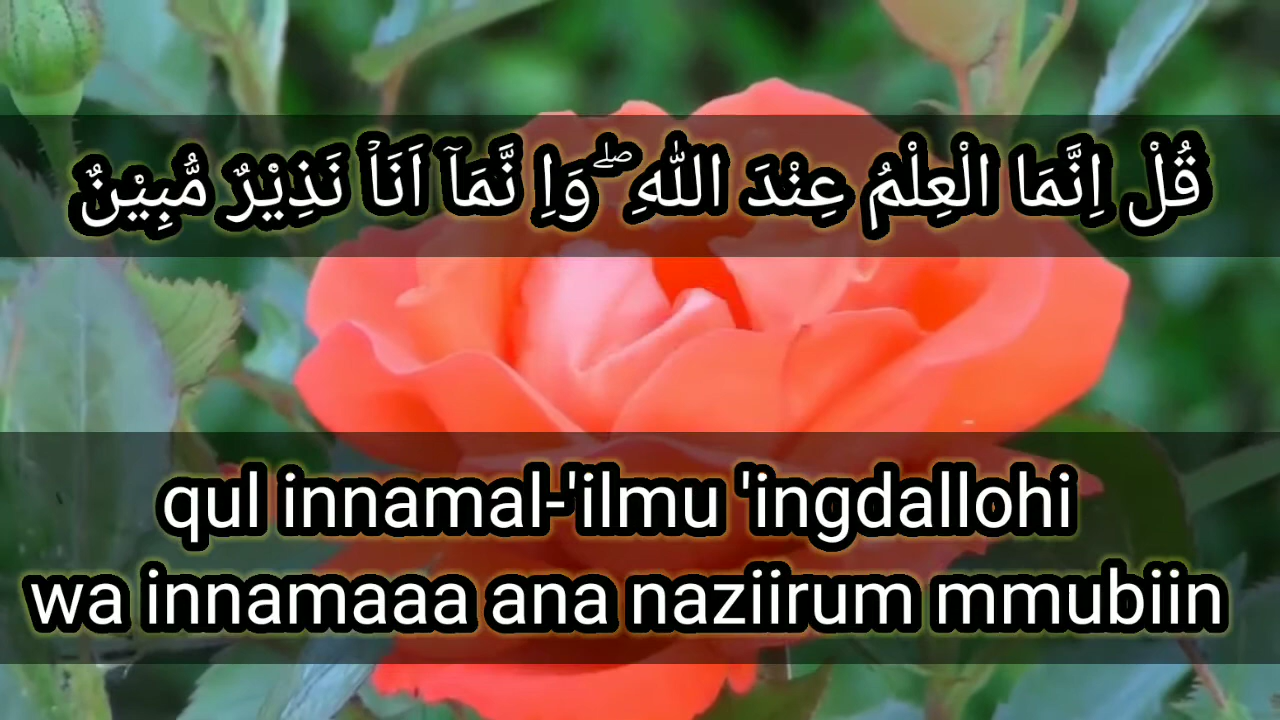 قُلْ اِنَّمَا الْعِلْمُ عِنْدَ اللّٰهِ ۖ وَاِ نَّمَاۤ اَنَاۡ نَذِيْرٌ مُّبِيْنٌ
qul innamal-'ilmu 'ingdallohi
wa innamaaa ana naziirum mmubiin